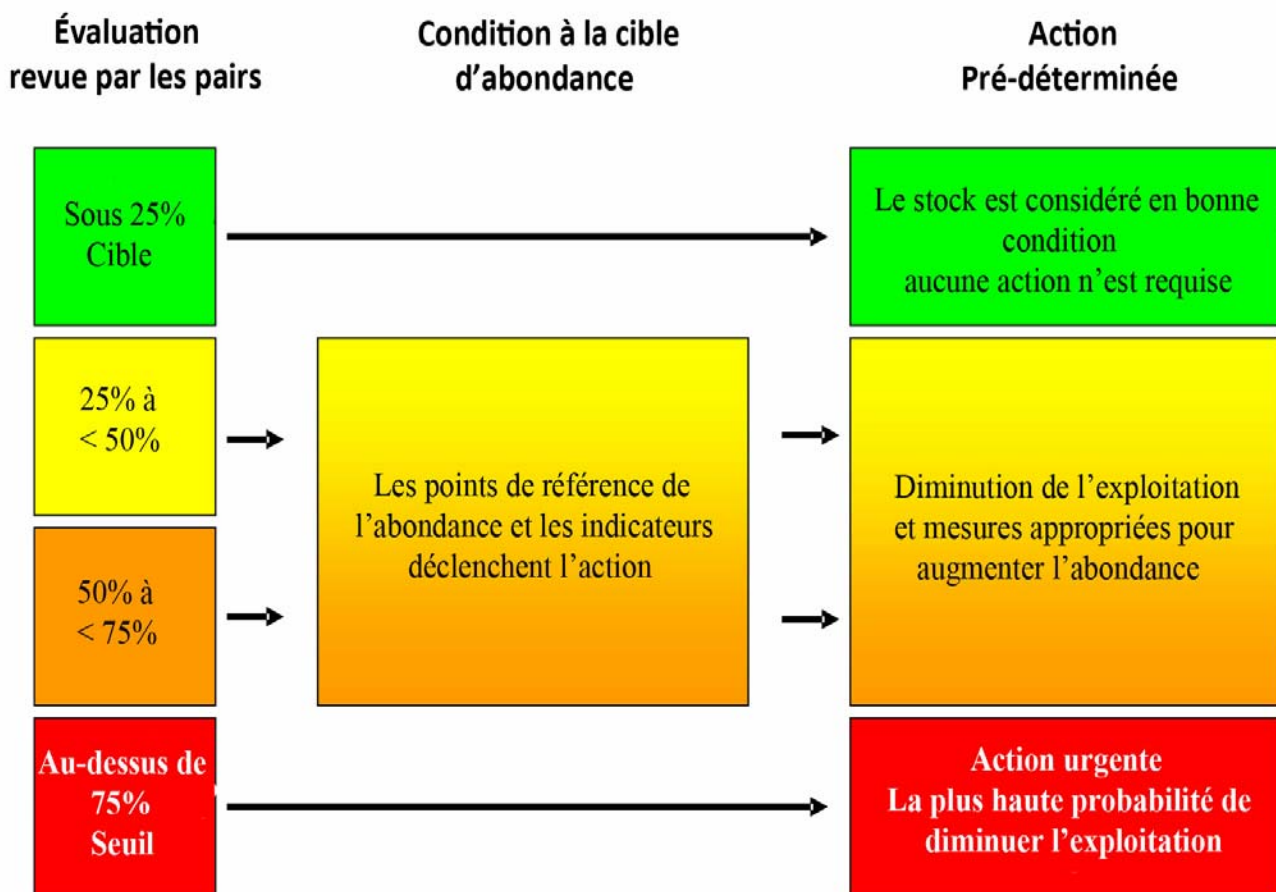 Évaluation
revue par les pairs
Condition à la cible
d'abondance
Action
Pré-déterminée
Sous 25%
Cible
Le stock est considéré en bonne
condition
aucune action n'est requise
25% à
< 50%
50% à
< 75%
Les points de référence de
l'abondance et les indicateurs
déclenchent l'action
Diminution de l'exploitation
et mesures appropriées pour
augmenter l'abondance
Au-dessus de
75%
Seuil
Action urgente
La plus haute probabilité de
diminuer l'exploitation